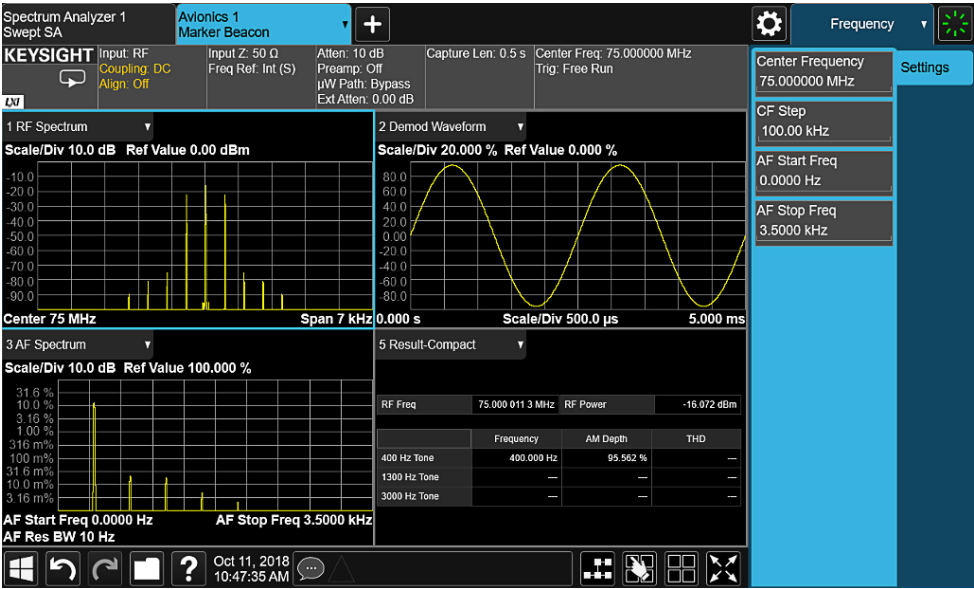 Spectrum Analyzer 1
Swept SA
Avionics 1
Marker Beacon
Frequency
KEYSIGHT
LXI
Input: RF
Coupling: DC
Align: Off
Input Z: 50 Ω
Freq Ref: Int (S)
Atten: 10 dB
Preamp: Off
µW Path: Bypass
Ext Atten: 0.00 dB
Capture Len: 0.5 s
Center Freq: 75.000000 MHz
Trig: Free Run
Center Frequency
75.000000 MHz
CF Step
100.00 kHz
AF Start Freq
0.0000 Hz
AF Stop Freq
3.5000 kHz
Settings
1 RF Spectrum
Scale/Div 10.0 dB Ref Value 0.00 dBm
-10.0
-20.0
-30.0
-40.0
-50.0
-60.0
-70.0
-80.0
-90.0
Center 75 MHz Span 7 kHz
2 Demod Waveform
Scale/Div 20.000 % Ref Value 0.000 %
80.0
60.0
40.0
20.0
0.00
-20.0
-40.0
-60.0
-80.0
0.000 s Scale/Div 500.0 µs 5.000 ms
3 AF Spectrum
Scale/Div 10.0 dB Ref Value 100.000 %
31.6 %
10.0 %
3.16 %
1.00 %
316 m%
100 m%
31.6 m%
10.0 m%
3.16 m%
AF Start Freq 0.0000 Hz AF Stop Freq 3.5000 kHz
AF Res BW 10 Hz
5 Result-Compact
RF Freq 75.000 011 3 MHz RF Power -16.072 dBm
Frequency AM Depth THD
400 Hz Tone 400.000 Hz 95.562 % ---
1300 Hz Tone --- --- ---
3000 Hz Tone --- --- ---
Oct 11, 2018
10:47:35 AM